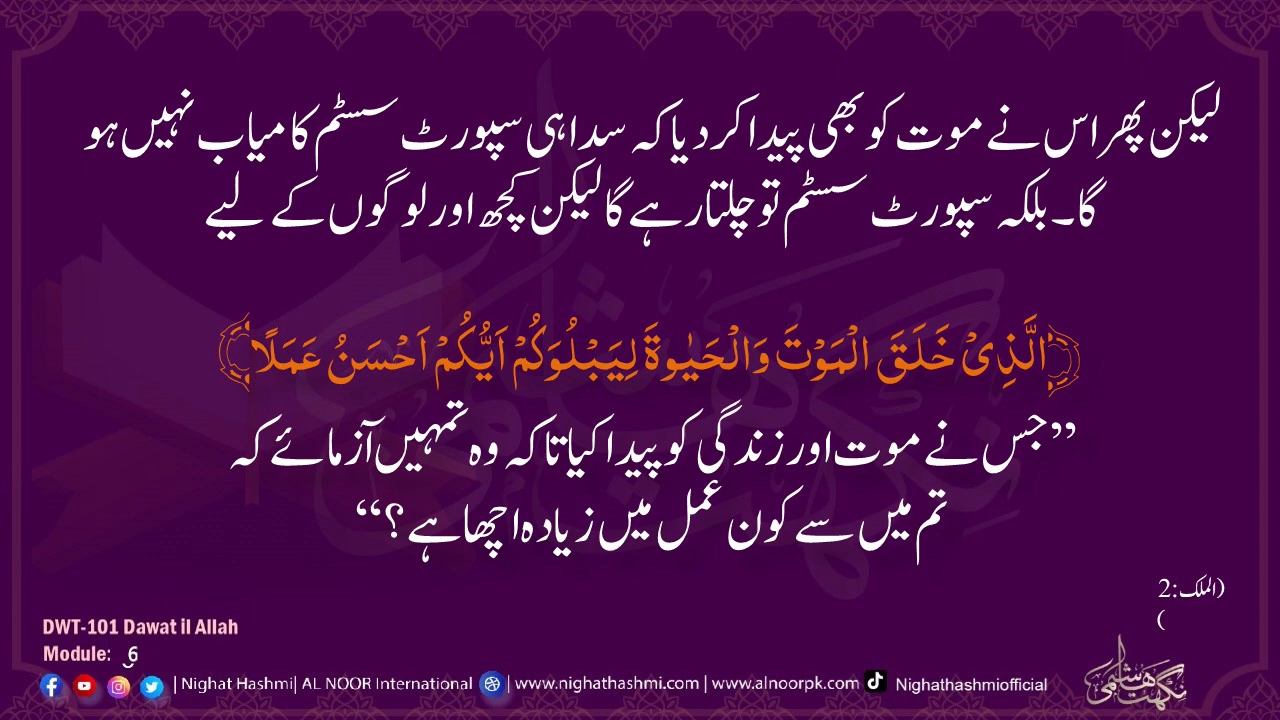 لیکن پھر اس نے موت کو بھی پیدا کر دیا کہ سدا ہی سپورٹ سسٹم کامیاب نہیں ہو
گا۔ بلکہ سپورٹ سسٹم تو چلتا رہے گا لیکن کچھ اور لوگوں کے لیے
﴿الَّذِیْ خَلَقَ الْمَوْتَ وَالْحَیٰوةَ لِیَبْلُوَکُمْ اَیُّکُمْ اَحْسَنُ عَمَلًا﴾
”جس نے موت اور زندگی کو پیدا کیا تاکہ وہ تمہیں آزمائے کہ
تم میں سے کون عمل میں زیادہ اچھا ہے؟“
(الملک:2
)
DWT-101 Dawat il Allah
Module: 6
| Nighat Hashmi| AL NOOR International | www.nighathashmi.com | www.alnoorpk.com Nighathashmiofficial
نگہت ہاشمی